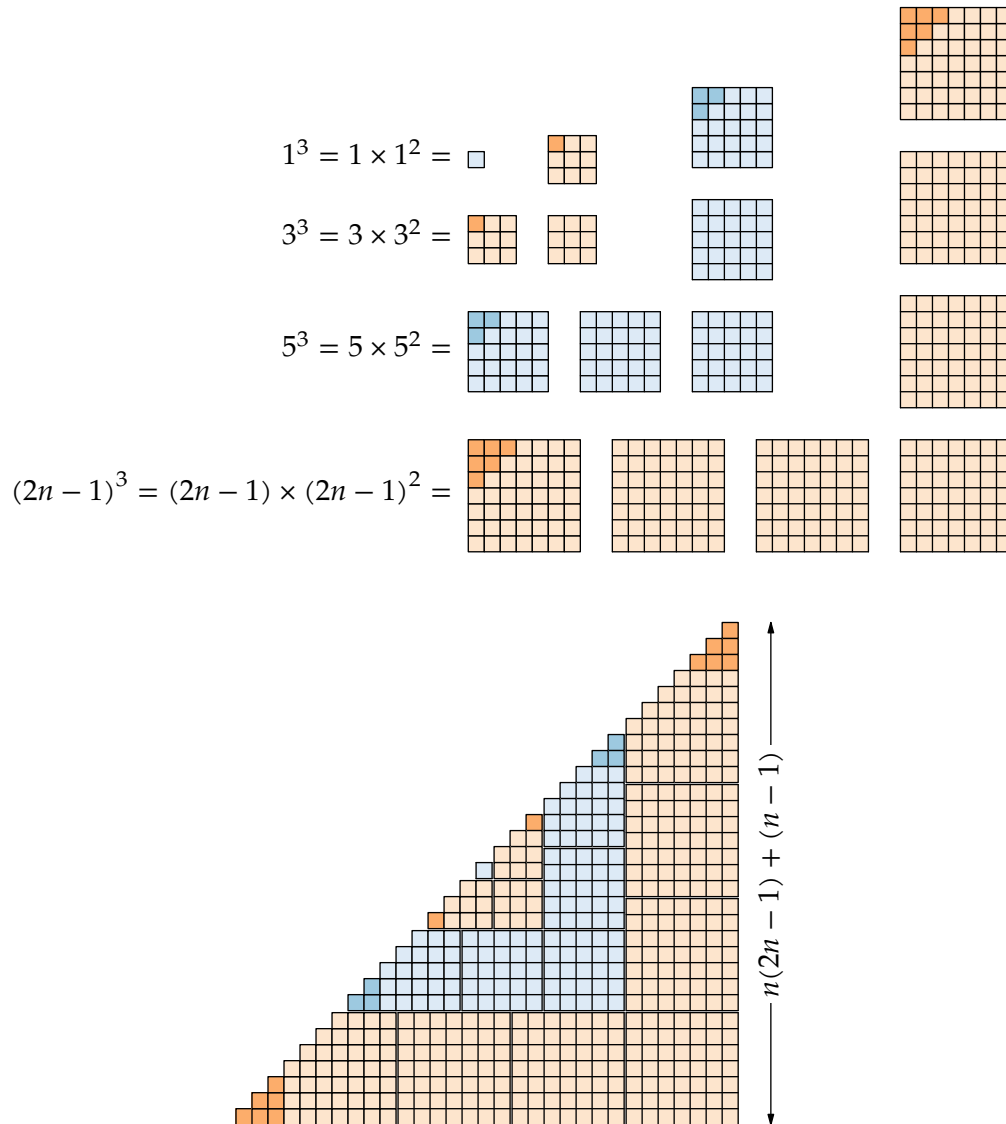 1³ = 1 × 1² =
3³ = 3 × 3² =
5³ = 5 × 5² =
(2n − 1)³ = (2n − 1) × (2n − 1)² =
n(2n − 1) + (n − 1)